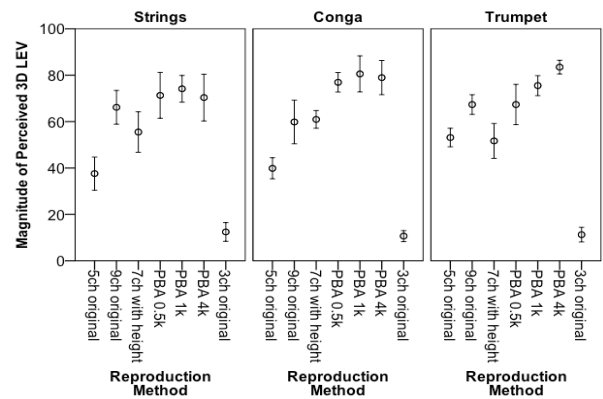 Strings
Conga
Trumpet
Magnitude of Perceived 3D LEV
100
80
60
40
20
0
5ch original
9ch original
7ch with height
PBA 0.5k
PBA 1k
PBA 4k
3ch original
5ch original
9ch original
7ch with height
PBA 0.5k
PBA 1k
PBA 4k
3ch original
5ch original
9ch original
7ch with height
PBA 0.5k
PBA 1k
PBA 4k
3ch original
Reproduction
Method
Reproduction
Method
Reproduction
Method